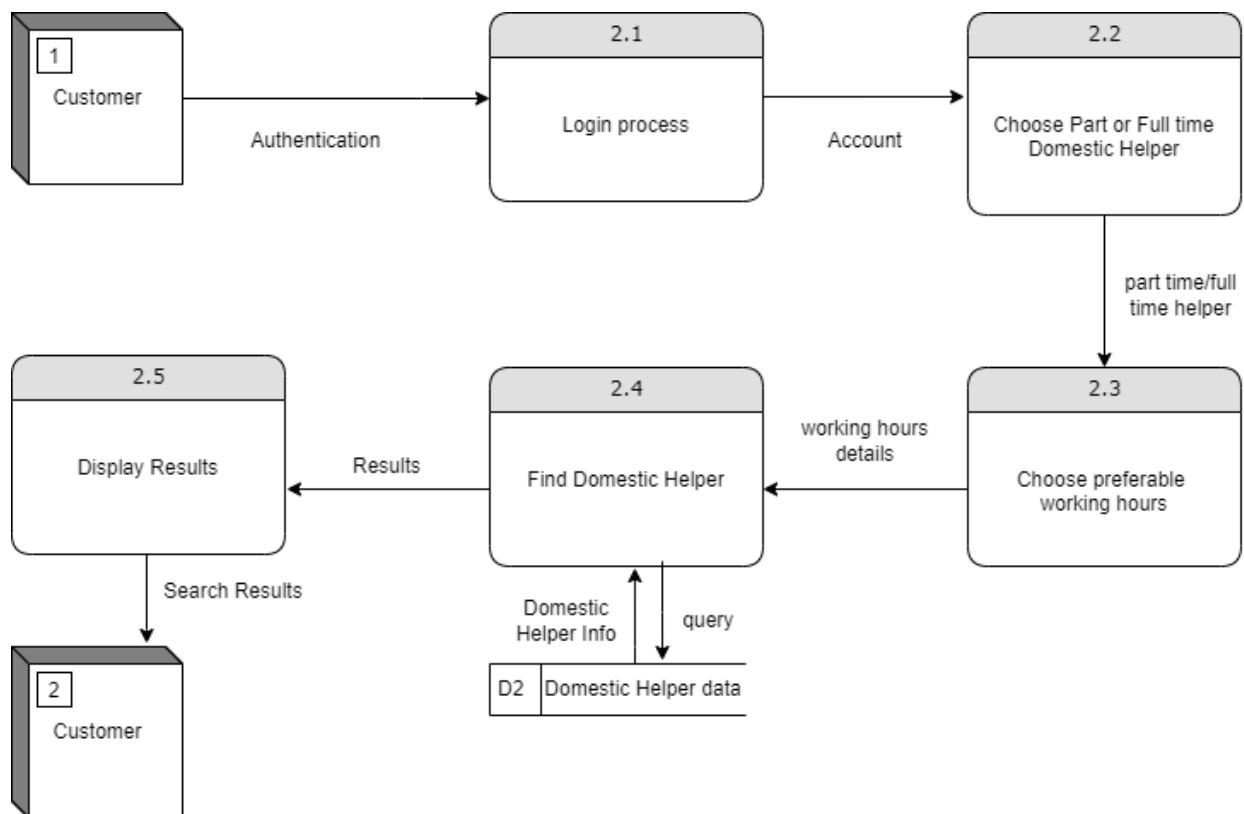 1
Customer
Authentication
2.1
Login process
Account
2.2
Choose Part or Full time
Domestic Helper
part time/full
time helper
2.3
Choose preferable
working hours
working hours
details
2.4
Find Domestic Helper
Domestic
Helper Info
query
D2
Domestic Helper data
Results
2.5
Display Results
Search Results
2
Customer